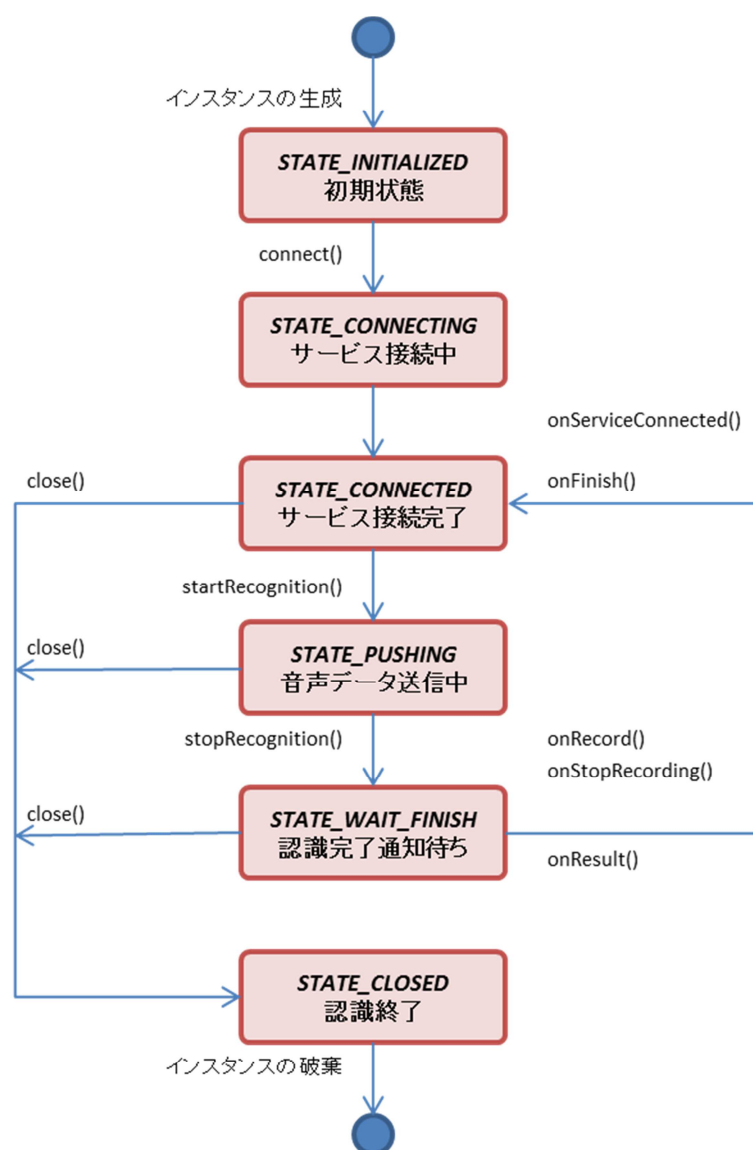 インスタンスの生成
STATE_INITIALIZED
初期状態
connect()
STATE_CONNECTING
サービス接続中
onServiceConnected()
close()
STATE_CONNECTED
サービス接続完了
onFinish()
startRecognition()
close()
STATE_PUSHING
音声データ送信中
stopRecognition()
onRecord()
onStopRecording()
close()
STATE_WAIT_FINISH
認識完了通知待ち
onResult()
STATE_CLOSED
認識終了
インスタンスの破棄